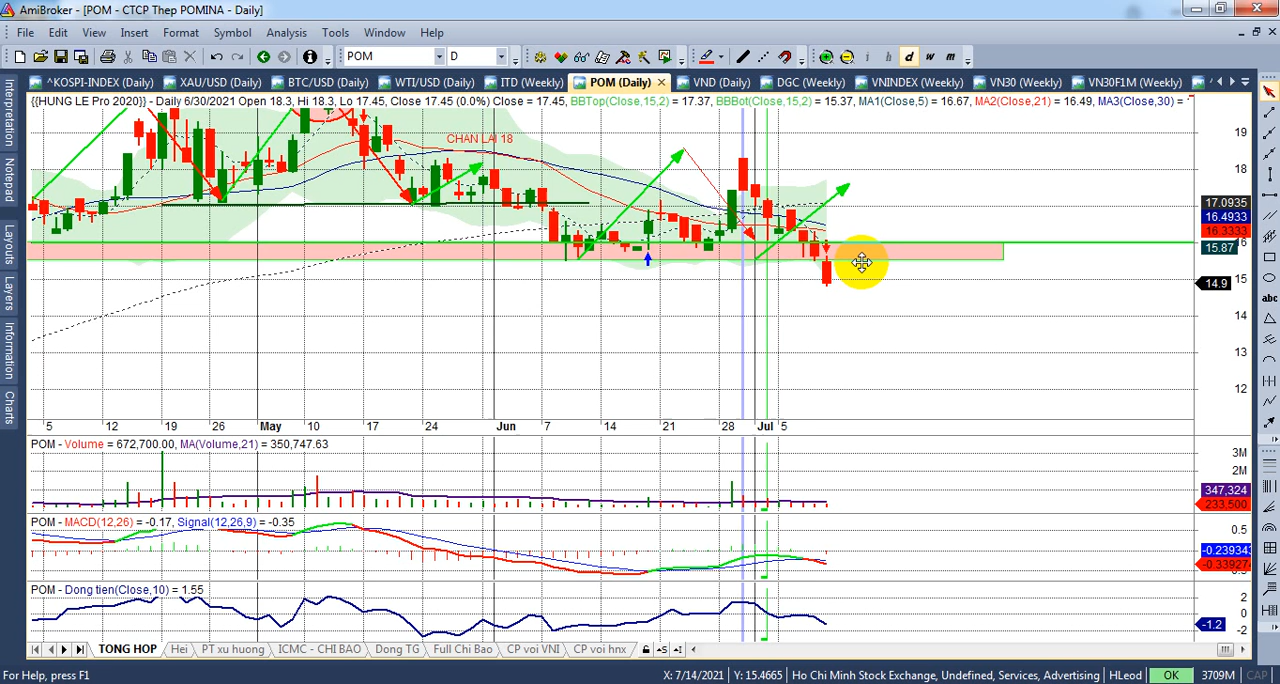 AmiBroker - [POM - CTCP Thep POMINA - Daily]
File Edit View Insert Format Symbol Analysis Tools Window Help
POM D i h d w m
^KOSPI-INDEX (Daily) XAU/USD (Daily) BTC/USD (Daily) WTI/USD (Daily) ITD (Weekly) POM (Daily) VND (Daily) DGC (Weekly) VNINDEX (Weekly) VN30 (Weekly) VN30F1M (Weekly)
{{HUNG LE Pro 2020}} - Daily 6/30/2021 Open 18.3, Hi 18.3, Lo 17.45, Close 17.45 (0.0%) Close = 17.45, BBTop(Close,15,2) = 17.37, BBBot(Close,15,2) = 15.37, MA1(Close,5) = 16.67, MA2(Close,21) = 16.49, MA3(Close,30) =
Interpretation
Notepad
Layouts
Layers
Information
Charts
CHAN LAI 18
19
18
17.0935
16.4933
16.3333
16
15.87
15
14.9
14
13
12
abc
5 12 19 26 May 10 17 24 Jun 7 14 21 28 Jul 5
POM - Volume = 672,700.00, MA(Volume,21) = 350,747.63
3M
2M
347,324
233,500
POM - MACD(12,26) = -0.17, Signal(12,26,9) = -0.35
0.5
-0.239343
-0.339271
POM - Dong tien(Close,10) = 1.55
2
0
-1.2
-2
TONG HOP Hei PT xu huong ICMC - CHI BAO Dong TG Full Chi Bao CP voi VNI CP voi hnx
For Help, press F1 X: 7/14/2021 Y: 15.4665 Ho Chi Minh Stock Exchange, Undefined, Services, Advertising HLeod OK 3709M CAP